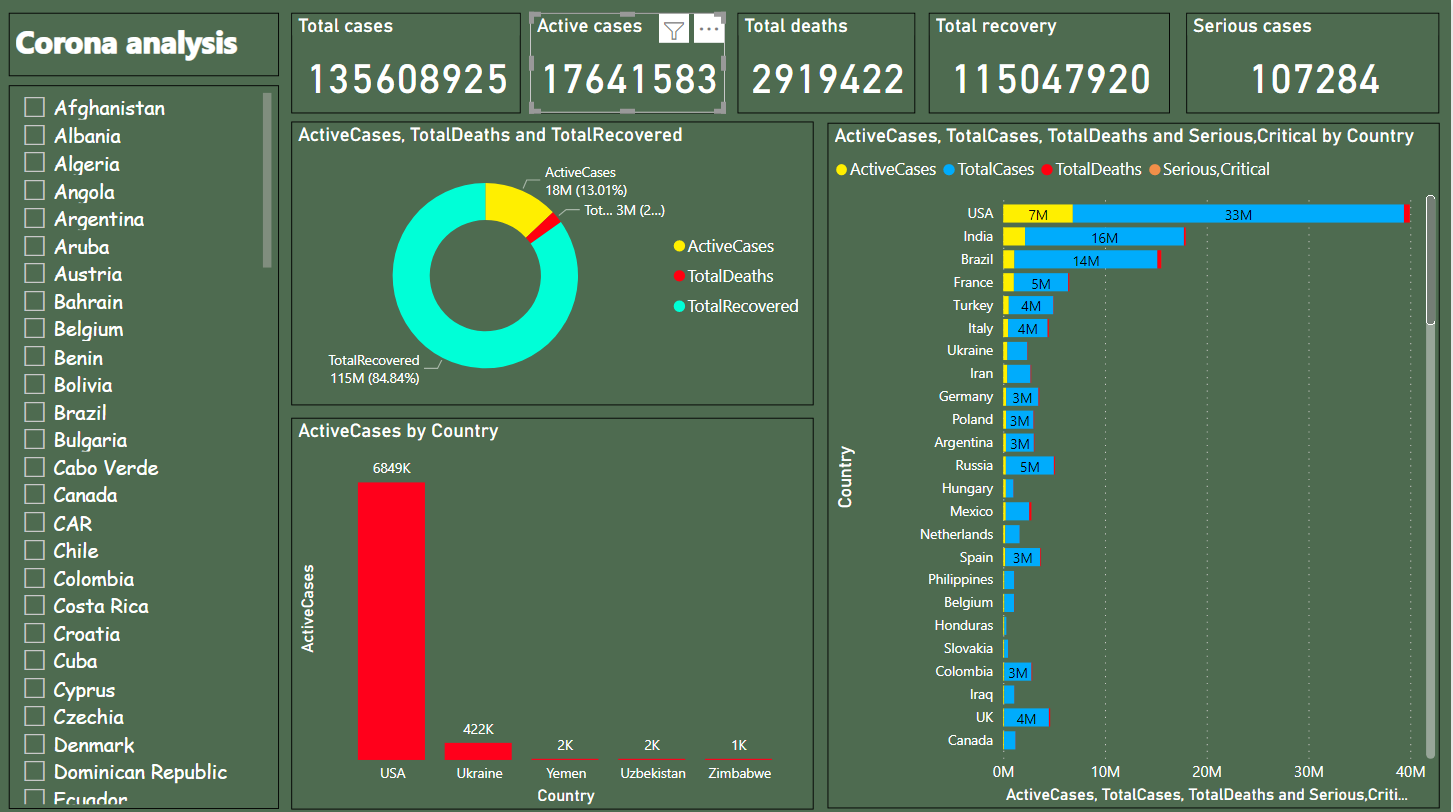 Corona analysis
Total cases
135608925
Active cases
17641583
Total deaths
2919422
Total recovery
115047920
Serious cases
107284
Afghanistan
Albania
Algeria
Angola
Argentina
Aruba
Austria
Bahrain
Belgium
Benin
Bolivia
Brazil
Bulgaria
Cabo Verde
Canada
CAR
Chile
Colombia
Costa Rica
Croatia
Cuba
Cyprus
Czechia
Denmark
Dominican Republic
Ecuador
ActiveCases, TotalDeaths and TotalRecovered
ActiveCases
18M (13.01%)
Tot... 3M (2...)
TotalRecovered
115M (84.84%)
ActiveCases
TotalDeaths
TotalRecovered
ActiveCases by Country
ActiveCases
6849K
422K
2K
2K
1K
USA
Ukraine
Yemen
Uzbekistan
Zimbabwe
Country
ActiveCases, TotalCases, TotalDeaths and Serious,Critical by Country
ActiveCases TotalCases TotalDeaths Serious,Critical
Country
USA 7M 33M
India 16M
Brazil 14M
France 5M
Turkey 4M
Italy 4M
Ukraine
Iran
Germany 3M
Poland 3M
Argentina 3M
Russia 5M
Hungary
Mexico
Netherlands
Spain 3M
Philippines
Belgium
Honduras
Slovakia
Colombia 3M
Iraq
UK 4M
Canada
0M 10M 20M 30M 40M
ActiveCases, TotalCases, TotalDeaths and Serious,Criti...